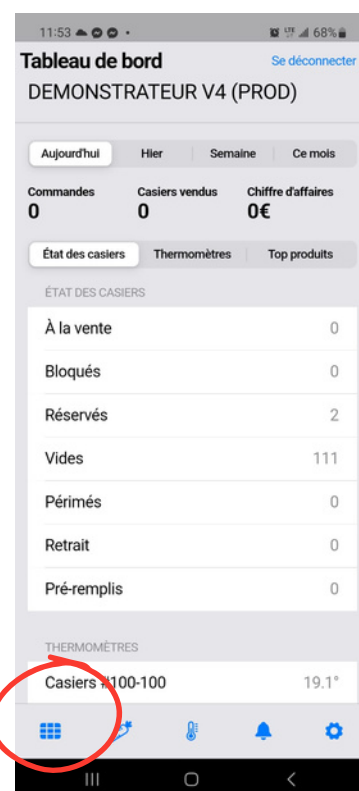 11:53
LTE 68%
Tableau de bord Se déconnecter
DEMONSTRATEUR V4 (PROD)
Aujourd'hui Hier Semaine Ce mois
Commandes Casiers vendus Chiffre d'affaires
0 0 0€
État des casiers Thermomètres Top produits
ÉTAT DES CASIERS
À la vente 0
Bloqués 0
Réservés 2
Vides 111
Périmés 0
Retrait 0
Pré-remplis 0
THERMOMÈTRES
Casiers #100-100 19.1°